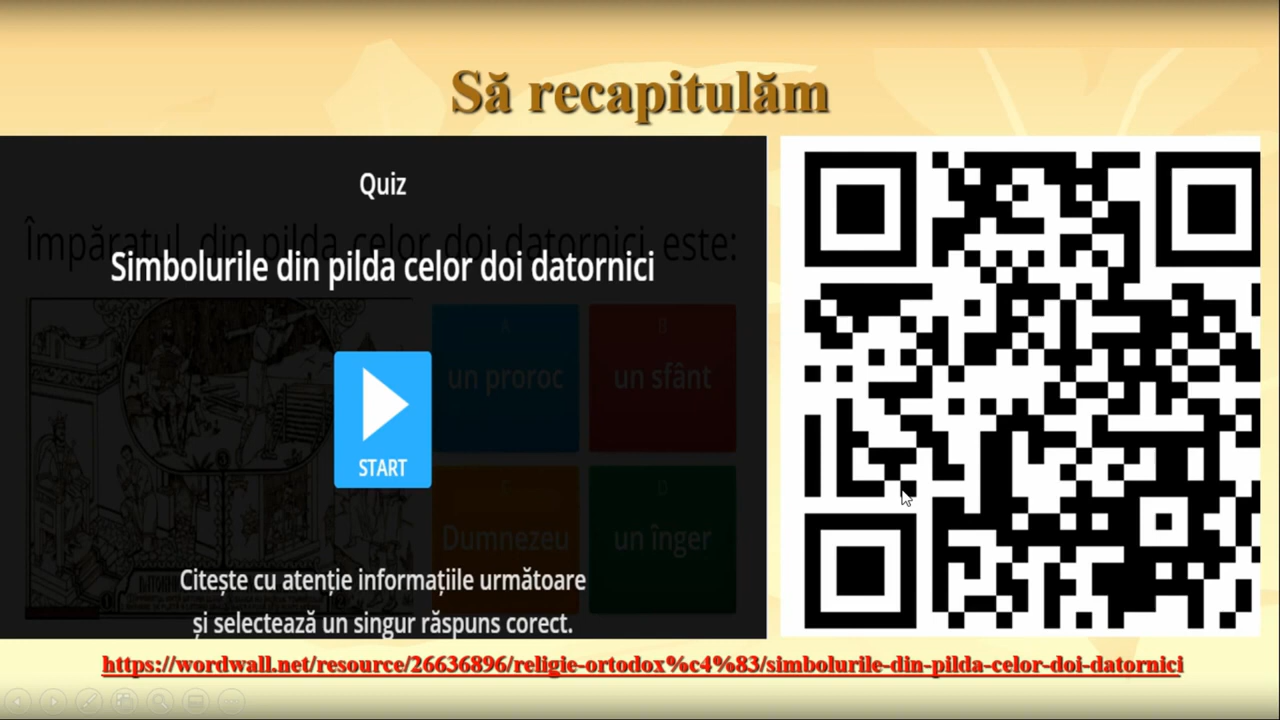 Să recapitulăm
Quiz
Împăratul din pilda celor doi datornici este:
Simbolurile din pilda celor doi datornici
A
un proroc
B
un sfânt
START
C
Dumnezeu
D
un înger
Citește cu atenție informațiile următoare
și selectează un singur răspuns corect.
https://wordwall.net/resource/26636896/religie-ortodox%c4%83/simbolurile-din-pilda-celor-doi-datornici